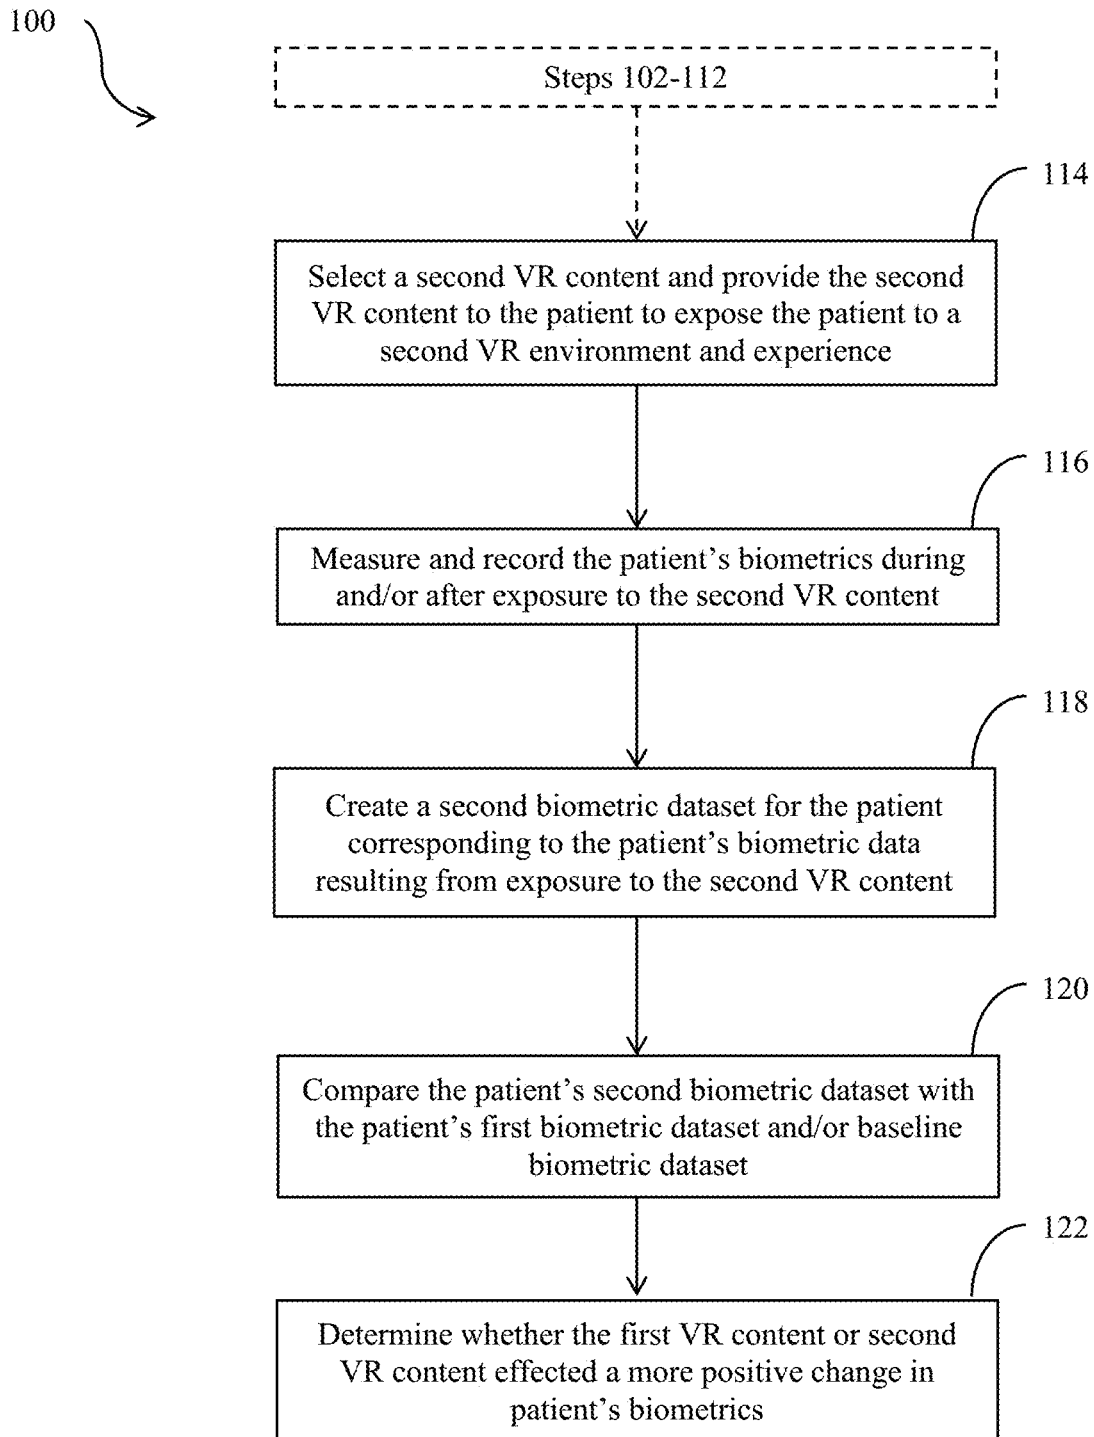 100
Steps 102-112
114
Select a second VR content and provide the second
VR content to the patient to expose the patient to a
second VR environment and experience
116
Measure and record the patient's biometrics during
and/or after exposure to the second VR content
118
Create a second biometric dataset for the patient
corresponding to the patient's biometric data
resulting from exposure to the second VR content
120
Compare the patient's second biometric dataset with
the patient's first biometric dataset and/or baseline
biometric dataset
122
Determine whether the first VR content or second
VR content effected a more positive change in
patient's biometrics